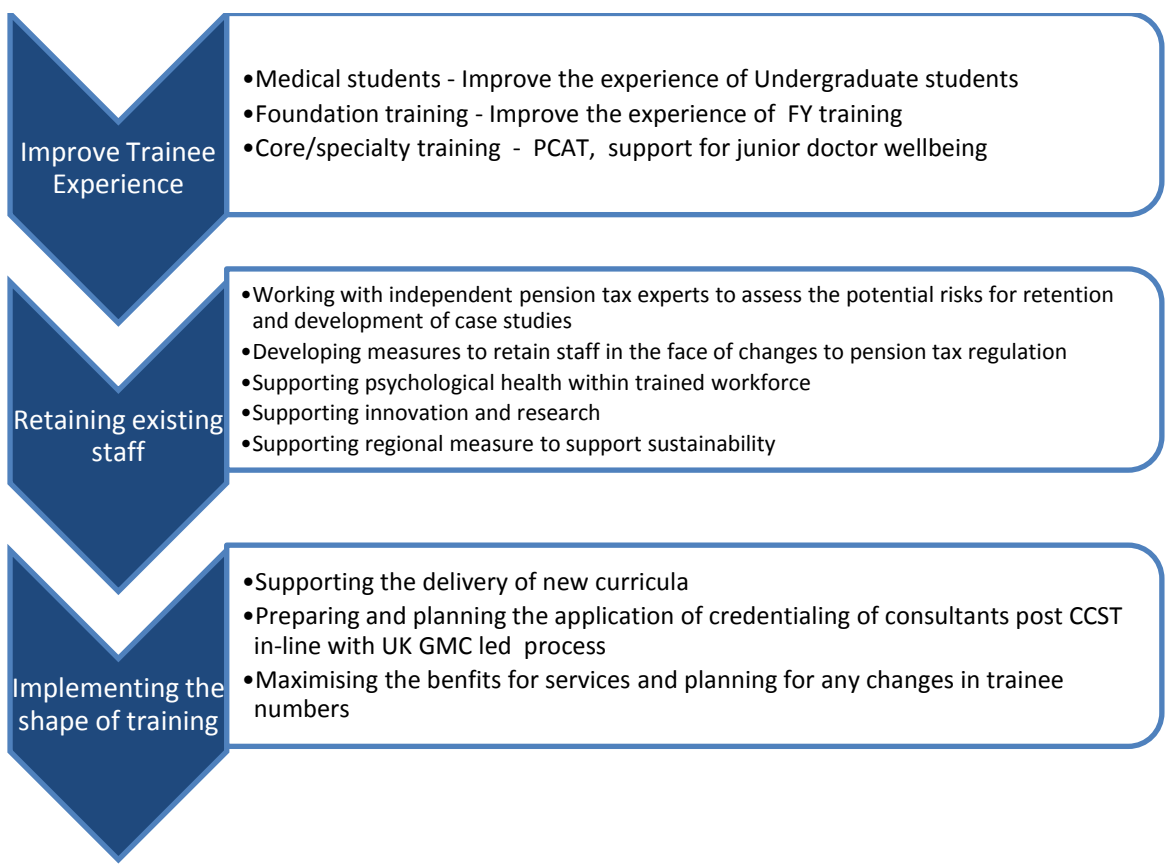 Improve Trainee
Experience
•Medical students - Improve the experience of Undergraduate students
•Foundation training - Improve the experience of  FY training
•Core/specialty training  -  PCAT,  support for junior doctor wellbeing
Retaining existing
staff
•Working with independent pension tax experts to assess the potential risks for retention
and development of case studies
•Developing measures to retain staff in the face of changes to pension tax regulation
•Supporting psychological health within trained workforce
•Supporting innovation and research
•Supporting regional measure to support sustainability
Implementing the
shape of training
•Supporting the delivery of new curricula
•Preparing and planning the application of credentialing of consultants post CCST
in-line with UK GMC led  process
•Maximising the benfits for services and planning for any changes in trainee
numbers